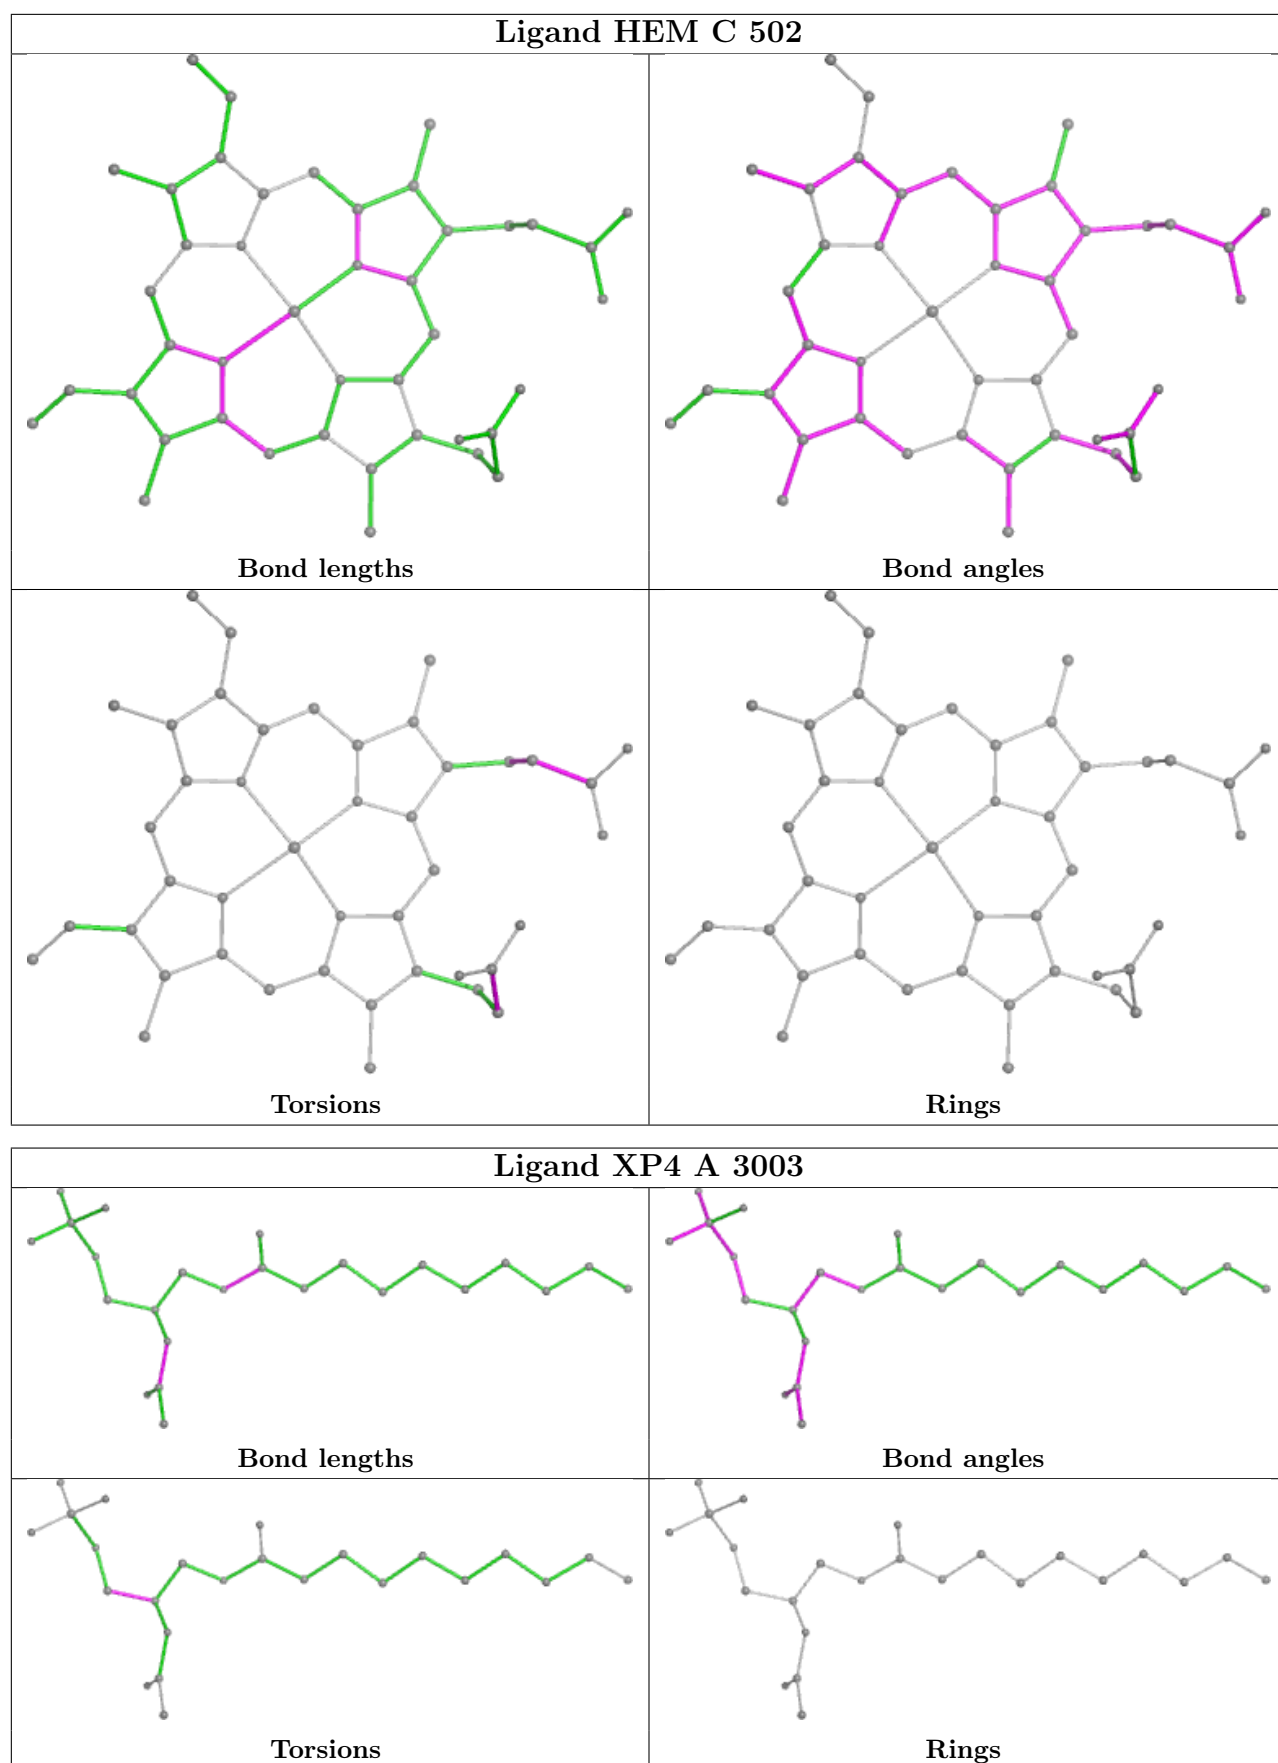 Ligand HEM C 502
Bond lengths
Bond angles
Torsions
Rings
Ligand XP4 A 3003
Bond lengths
Bond angles
Torsions
Rings